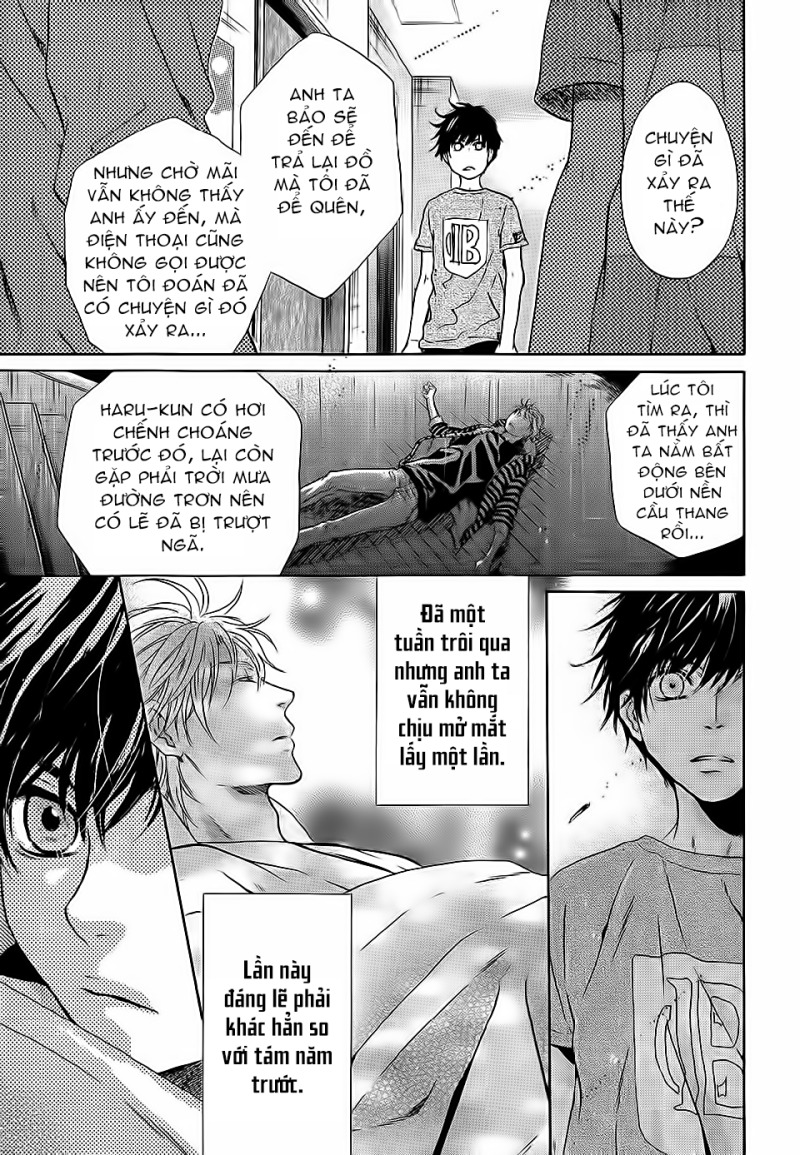 CHUYỆN
GÌ ĐÃ
XẢY RA
THẾ
NÀY?
ANH TA
BẢO SẼ
ĐẾN ĐỂ
TRẢ LẠI ĐỒ
MÀ TÔI ĐÃ
ĐỂ QUÊN,
NHƯNG CHỜ MÃI
VẪN KHÔNG THẤY
ANH ẤY ĐẾN, MÀ
ĐIỆN THOẠI CŨNG
KHÔNG GỌI ĐƯỢC
NÊN TÔI ĐOÁN ĐÃ
CÓ CHUYỆN GÌ ĐÓ
XẢY RA...
B
LÚC TÔI
TÌM RA, THÌ
ĐÃ THẤY ANH
TA NẰM BẤT
ĐỘNG BÊN
DƯỚI NỀN
CẦU THANG
RỒI...
HARU-KUN CÓ HƠI
CHẾNH CHOÁNG
TRƯỚC ĐÓ, LẠI CÒN
GẶP PHẢI TRỜI MƯA
ĐƯỜNG TRƠN NÊN
CÓ LẼ ĐÃ BỊ TRƯỢT
NGÃ.
Đã một
tuần trôi qua
nhưng anh ta
vẫn không
chịu mở mắt
lấy một lần.
Lần này
đáng lẽ phải
khác hẳn so
với tám năm
trước.